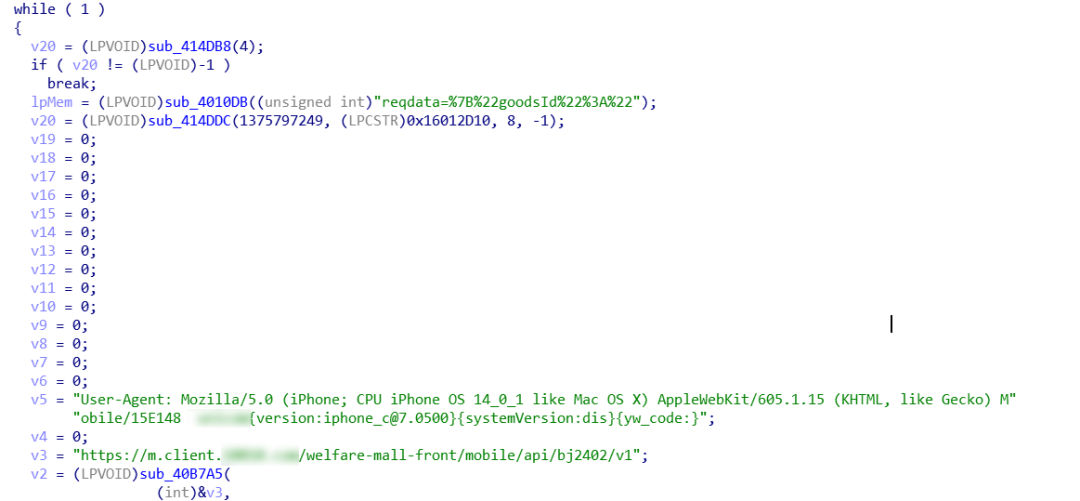 while ( 1 )
{
v20 = (LPVOID)sub_414DB8(4);
if ( v20 != (LPVOID)-1 )
break;
lpMem = (LPVOID)sub_4010DB((unsigned int)"reqdata=%7B%22goodsId%22%3A%22");
v20 = (LPVOID)sub_414DDC(1375797249, (LPCSTR)0x16012D10, 8, -1);
v19 = 0;
v18 = 0;
v17 = 0;
v16 = 0;
v15 = 0;
v14 = 0;
v13 = 0;
v12 = 0;
v11 = 0;
v10 = 0;
v9 = 0;
v8 = 0;
v7 = 0;
v6 = 0;
v5 = "User-Agent: Mozilla/5.0 (iPhone; CPU iPhone OS 14_0_1 like Mac OS X) AppleWebKit/605.1.15 (KHTML, like Gecko) M"
"obile/15E148 {version:iphone_c@7.0500}{systemVersion:dis}{yw_code:}";
v4 = 0;
v3 = "https://m.client. /welfare-mall-front/mobile/api/bj2402/v1";
v2 = (LPVOID)sub_40B7A5(
(int)&v3,